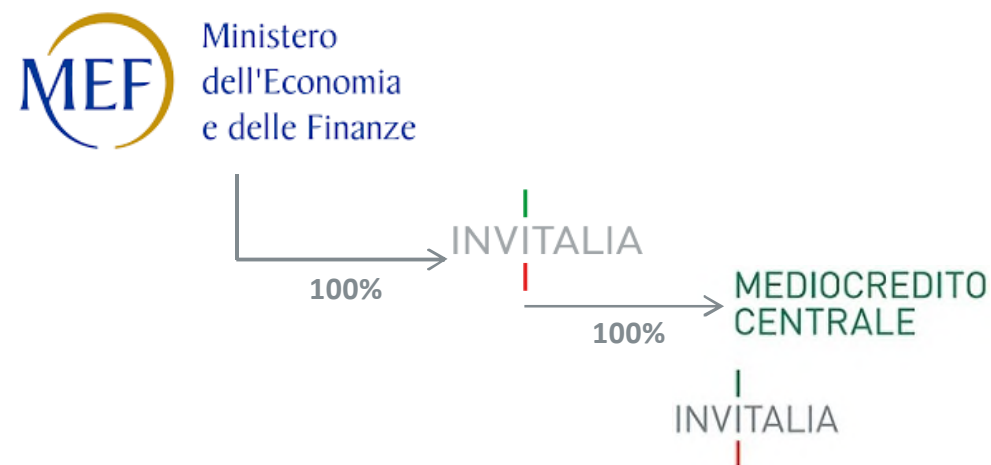 MEF
Ministero
dell'Economia
e delle Finanze
INVITALIA
100%
MEDIOCREDITO
CENTRALE
100%
INVITALIA